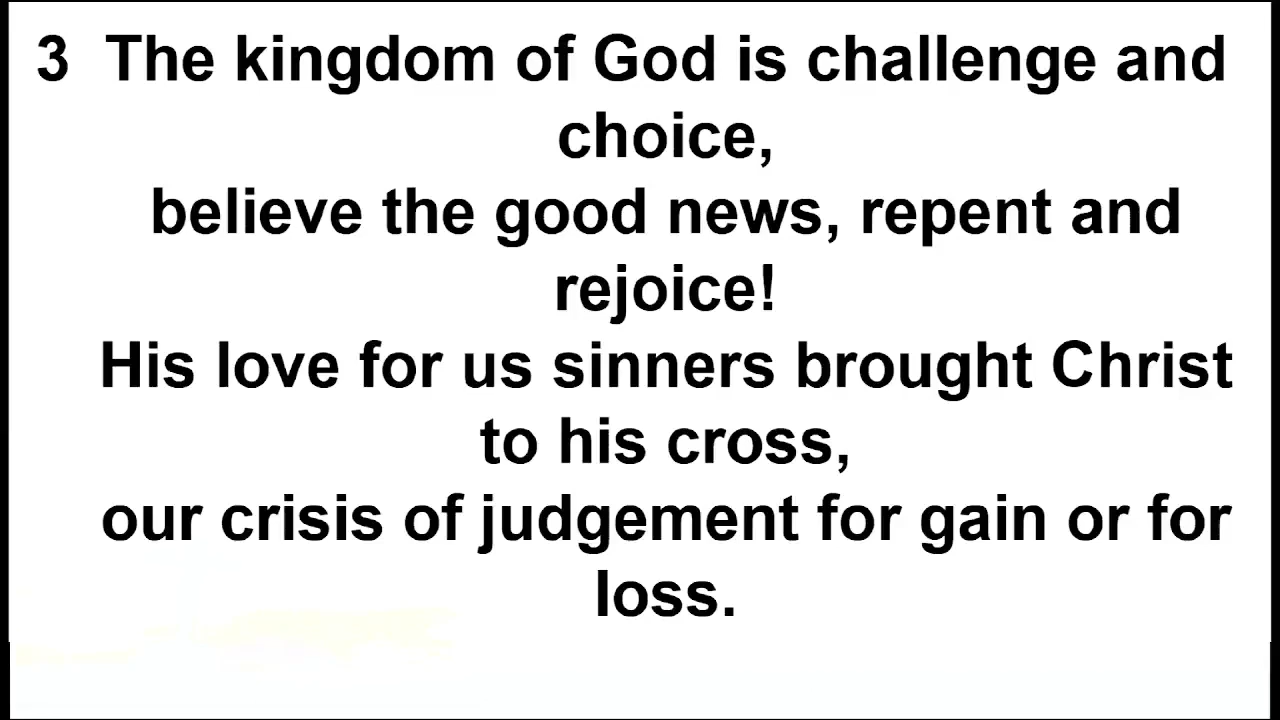 3 The kingdom of God is challenge and
choice,
believe the good news, repent and
rejoice!
His love for us sinners brought Christ
to his cross,
our crisis of judgement for gain or for
loss.